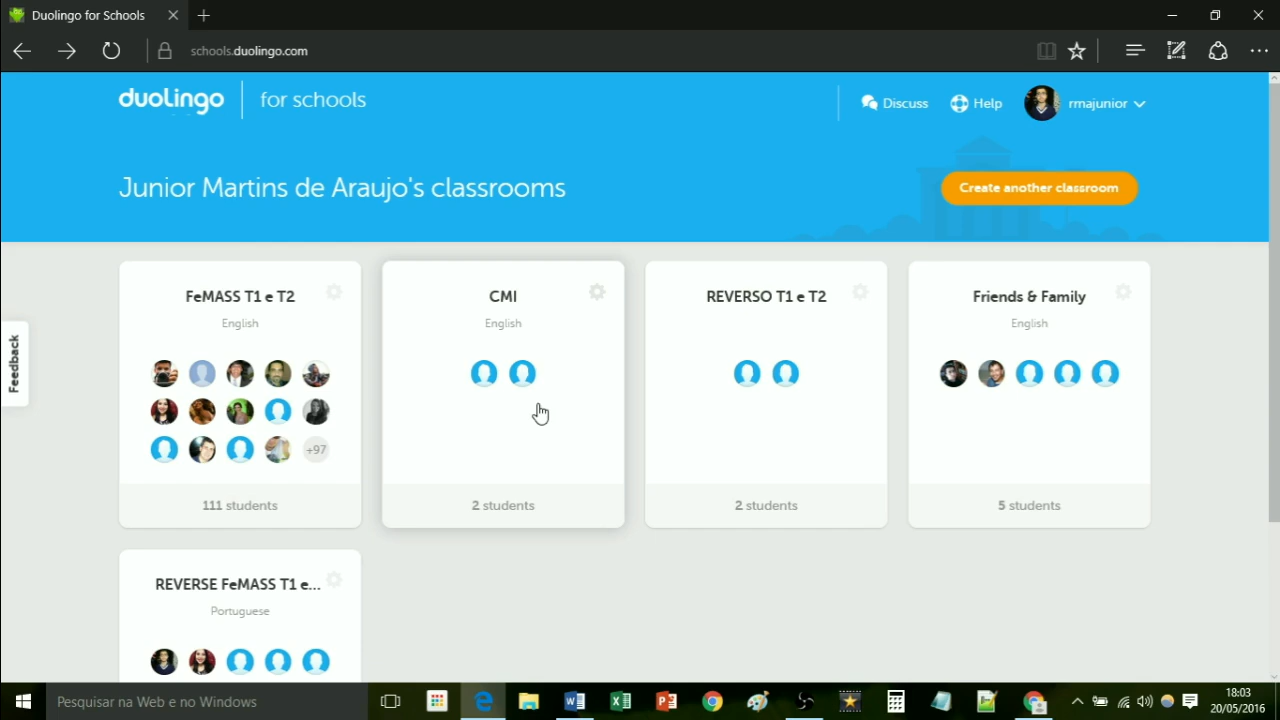 Duolingo for Schools
schools.duolingo.com
duolingo for schools
Discuss
Help
rmajunior
Junior Martins de Araujo's classrooms
Create another classroom
Feedback
FeMASS T1 e T2
English
+97
111 students
CMI
English
2 students
REVERSO T1 e T2
2 students
Friends & Family
English
5 students
REVERSE FeMASS T1 e...
Portuguese
Pesquisar na Web e no Windows
18:03
20/05/2016